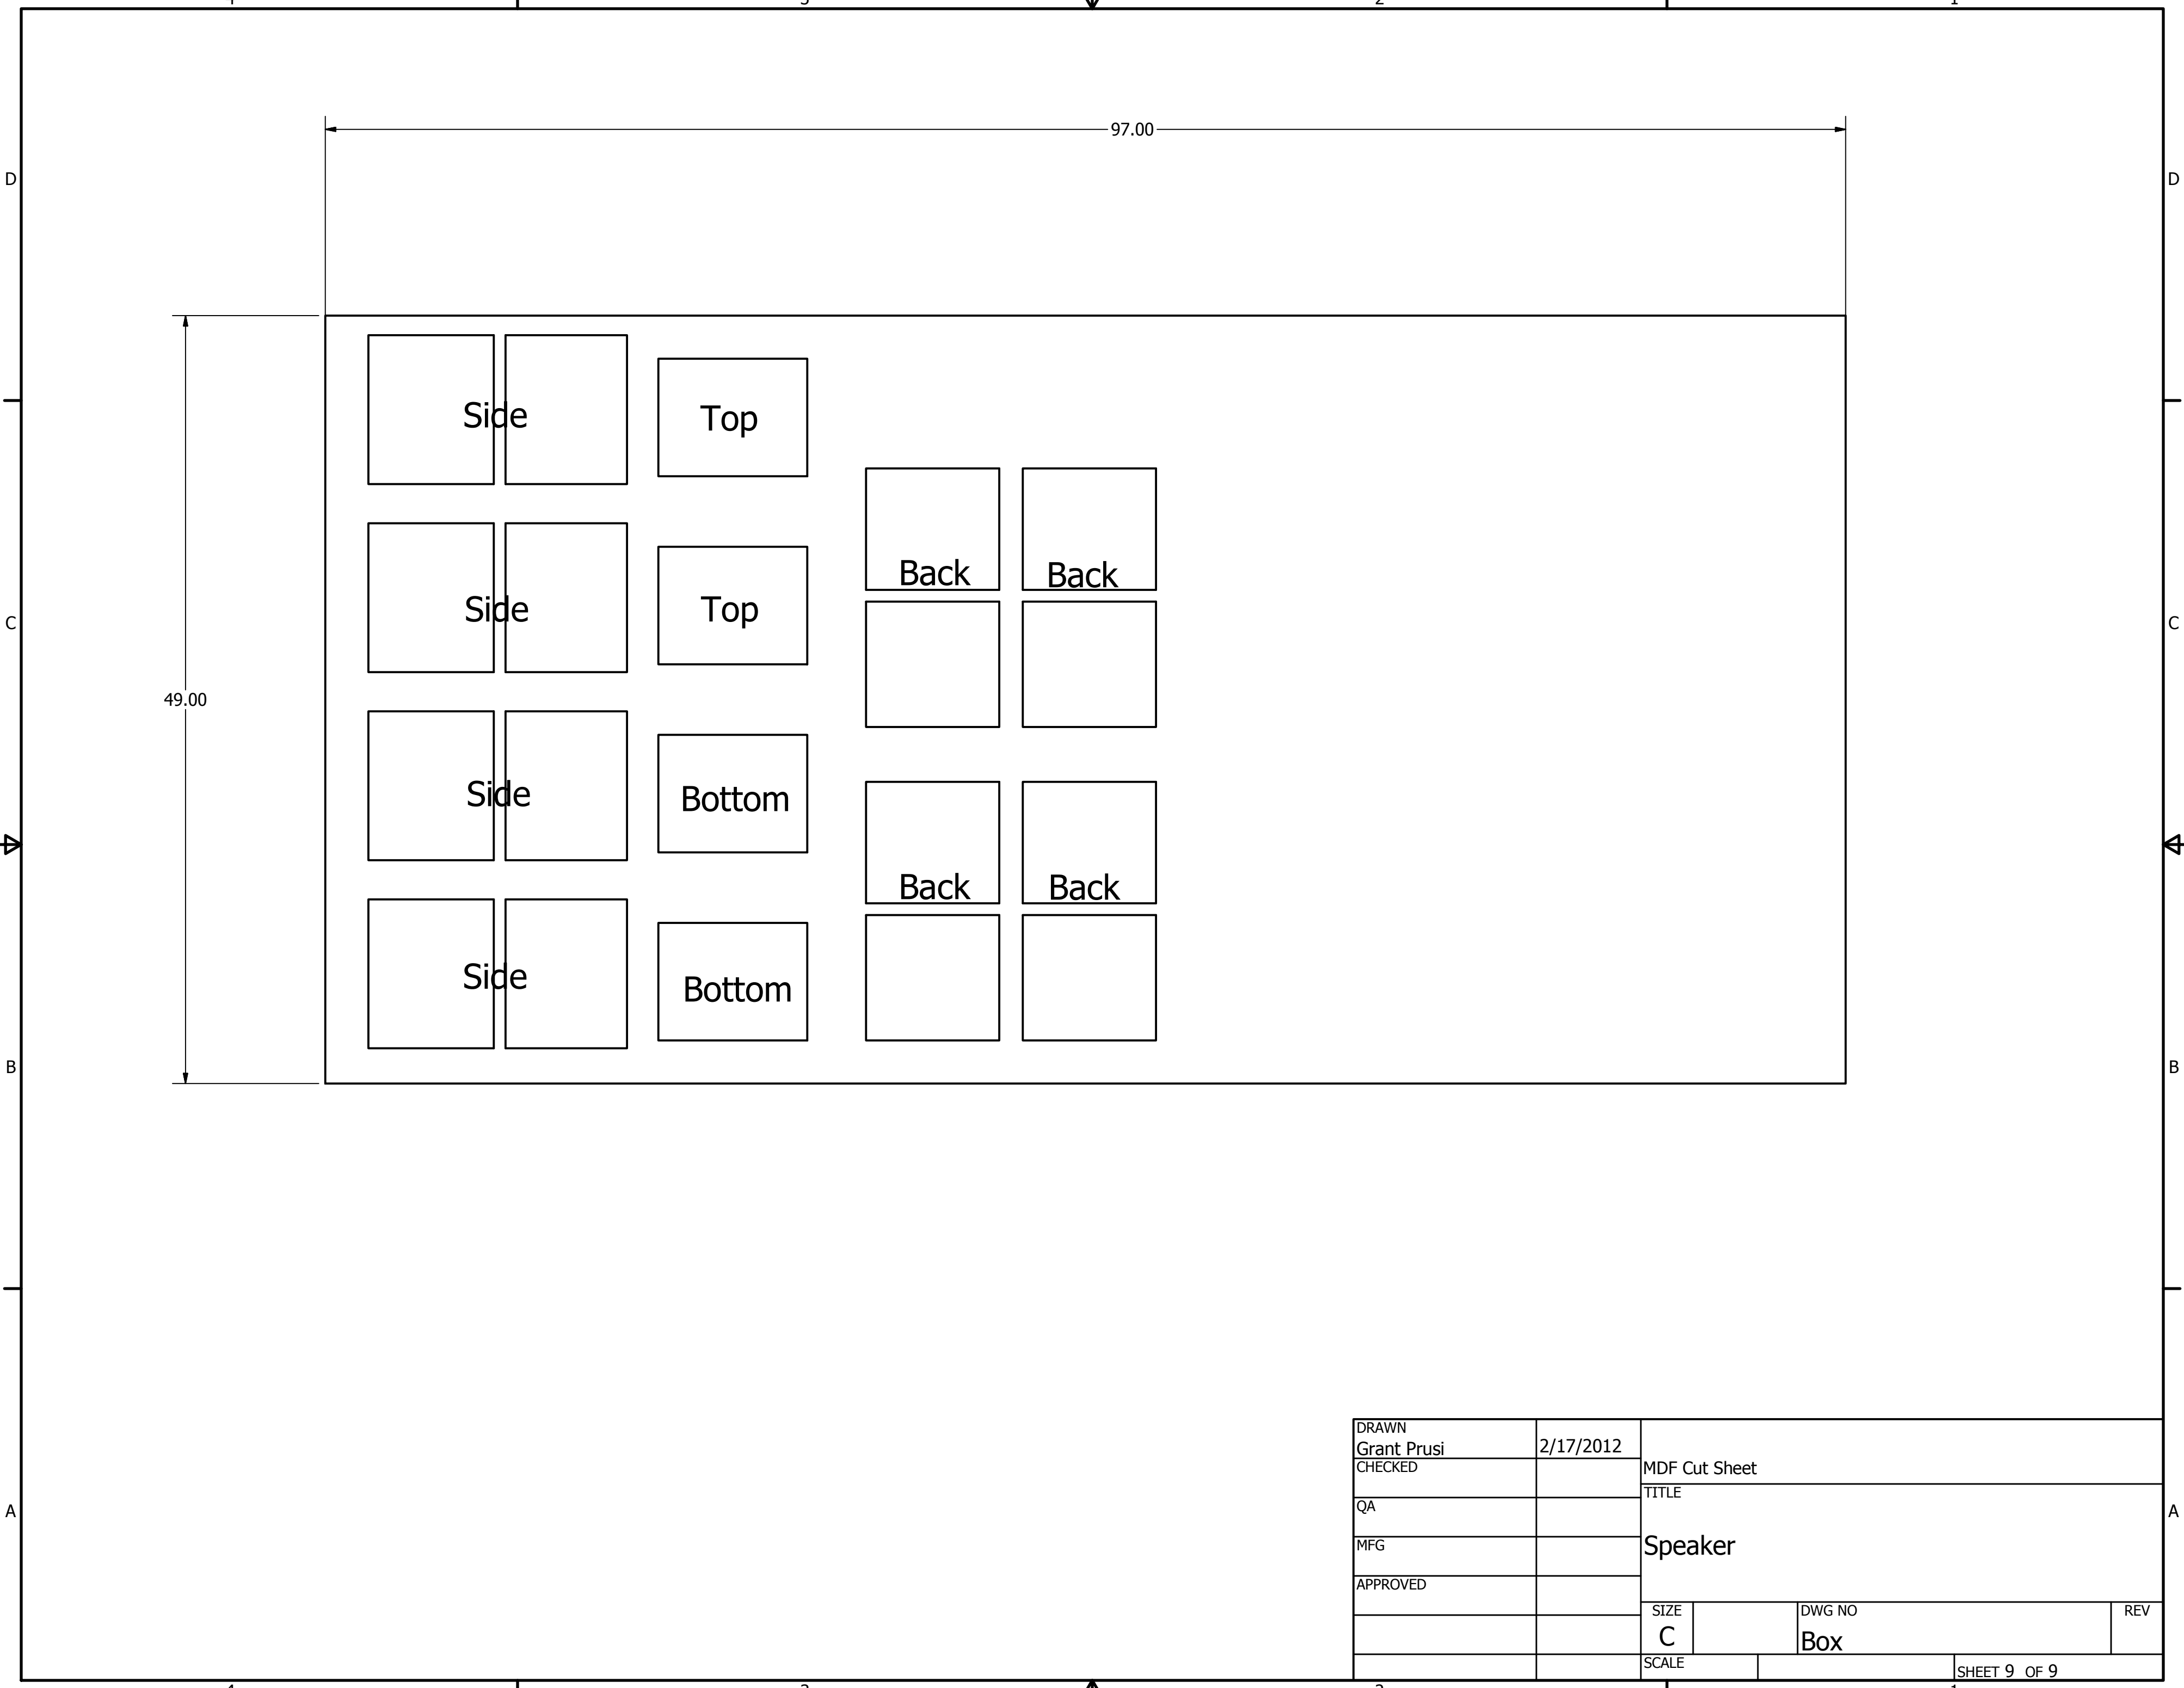 97.00
D
D
Side
Top
Back
Back
Side
Top
C
C
49.00
Side
Bottom
Back
Back
Side
Bottom
B
B
A
A
DRAWN
Grant Prusi
2/17/2012
CHECKED
MDF Cut Sheet
QA
TITLE
MFG
Speaker
APPROVED
SIZE
C
DWG NO
Box
REV
SCALE
SHEET 9 OF 9